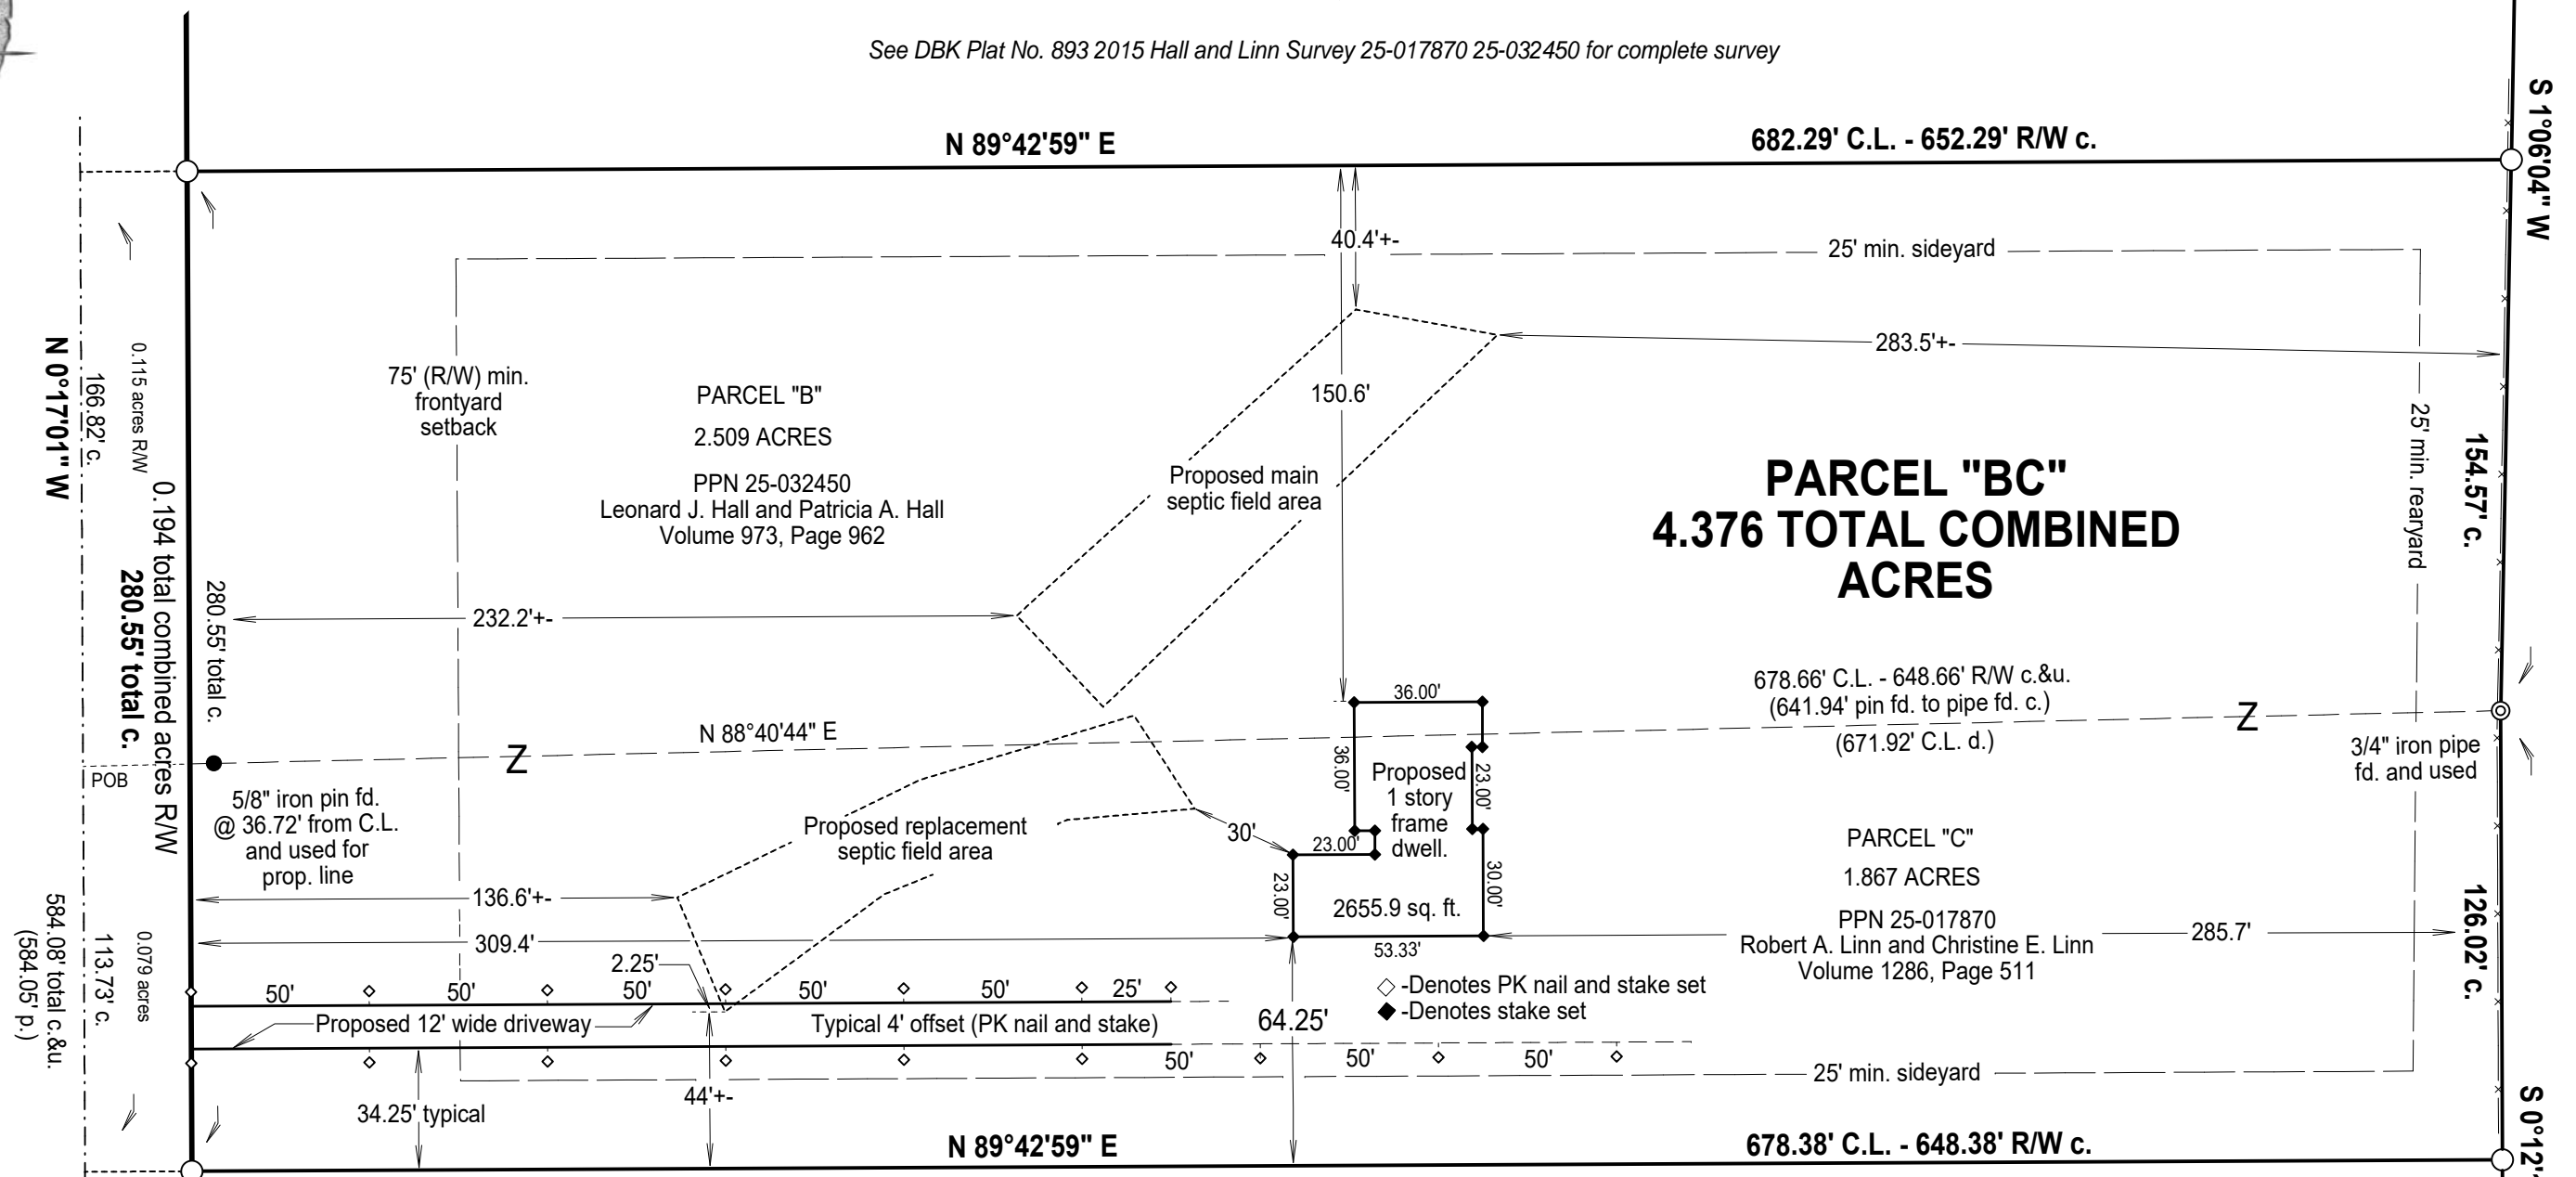 See DBK Plat No. 893 2015 Hall and Linn Survey 25-017870 25-032450 for complete survey
N 89°42'59" E
682.29' C.L. - 652.29' R/W c.
S 1°06'04" W
40.4'+-
25' min. sideyard
283.5'+-
75' (R/W) min.
frontyard
setback
PARCEL "B"
2.509 ACRES
PPN 25-032450
Leonard J. Hall and Patricia A. Hall
Volume 973, Page 962
150.6'
Proposed main
septic field area
PARCEL "BC"
4.376 TOTAL COMBINED
ACRES
25' min. rearyard
154.57' c.
N 0°17'01" W
166.82' c.
0.115 acres R/W
0.194 total combined acres R/W
280.55' total c.
280.55' total c.
232.2'+-
36.00'
678.66' C.L. - 648.66' R/W c.&u.
(641.94' pin fd. to pipe fd. c.)
(671.92' C.L. d.)
N 88°40'44" E
Z
Z
3/4" iron pipe
fd. and used
POB
5/8" iron pin fd.
@ 36.72' from C.L.
and used for
prop. line
Proposed replacement
septic field area
30'
36.00'
23.00'
Proposed
1 story
frame
dwell.
23.00'
23.00'
30.00'
2655.9 sq. ft.
53.33'
PARCEL "C"
1.867 ACRES
PPN 25-017870
Robert A. Linn and Christine E. Linn
Volume 1286, Page 511
285.7'
126.02' c.
136.6'+-
309.4'
2.25'
584.08' total c.&u.
(584.05' p.)
113.73' c.
0.079 acres
50'
50'
50'
50'
50'
25'
-Denotes PK nail and stake set
-Denotes stake set
Proposed 12' wide driveway
Typical 4' offset (PK nail and stake)
64.25'
50'
50'
50'
25' min. sideyard
44'+-
34.25' typical
N 89°42'59" E
678.38' C.L. - 648.38' R/W c.
S 0°12'